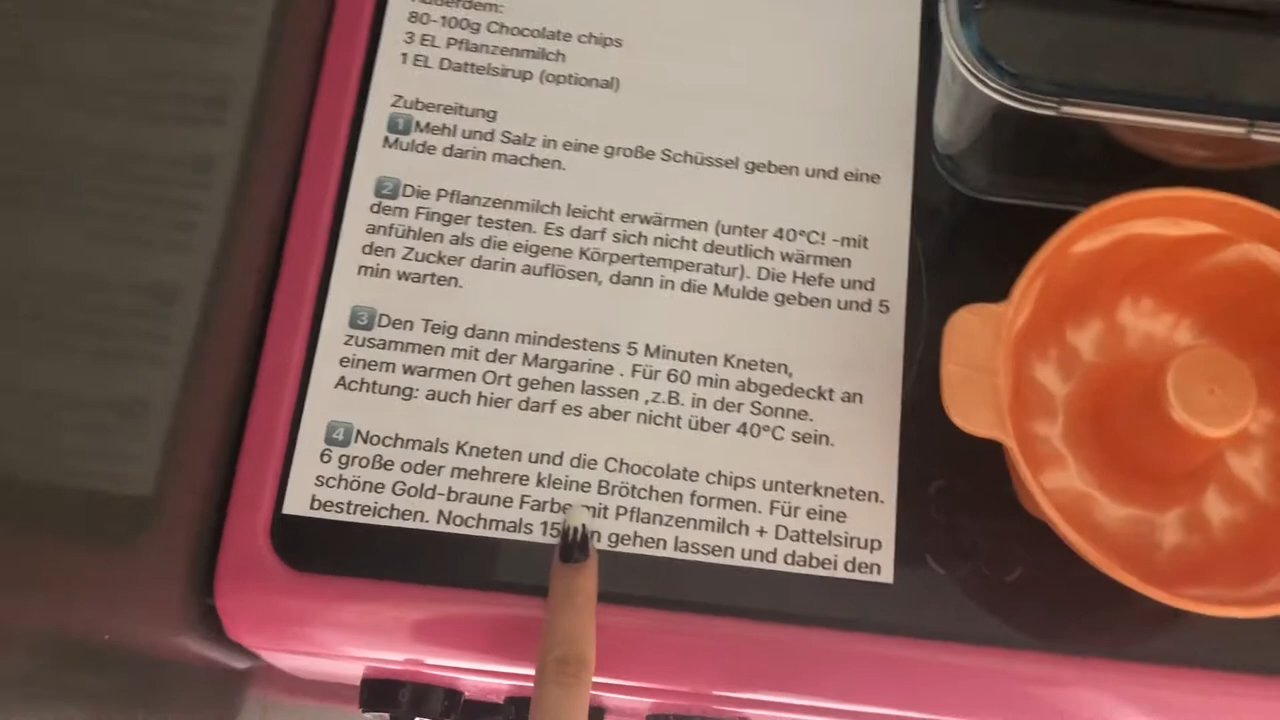 Außerdem:
80-100g Chocolate chips
3 EL Pflanzenmilch
1 EL Dattelsirup (optional)
Zubereitung
1 Mehl und Salz in eine große Schüssel geben und eine
Mulde darin machen.
2 Die Pflanzenmilch leicht erwärmen (unter 40°C! -mit
dem Finger testen. Es darf sich nicht deutlich wärmen
anfühlen als die eigene Körpertemperatur). Die Hefe und
den Zucker darin auflösen, dann in die Mulde geben und 5
min warten.
3 Den Teig dann mindestens 5 Minuten Kneten,
zusammen mit der Margarine . Für 60 min abgedeckt an
einem warmen Ort gehen lassen ,z.B. in der Sonne.
Achtung: auch hier darf es aber nicht über 40°C sein.
4 Nochmals Kneten und die Chocolate chips unterkneten.
6 große oder mehrere kleine Brötchen formen. Für eine
schöne Gold-braune Farbe mit Pflanzenmilch + Dattelsirup
bestreichen. Nochmals 15 gehen lassen und dabei den